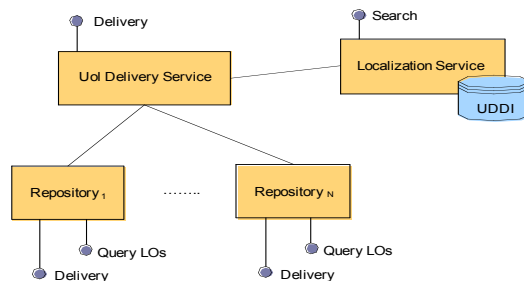 Delivery
Search
UoI Delivery Service
Localization Service
UDDI
Repository 1
........
Repository N
Query LOs
Query LOs
Delivery
Delivery